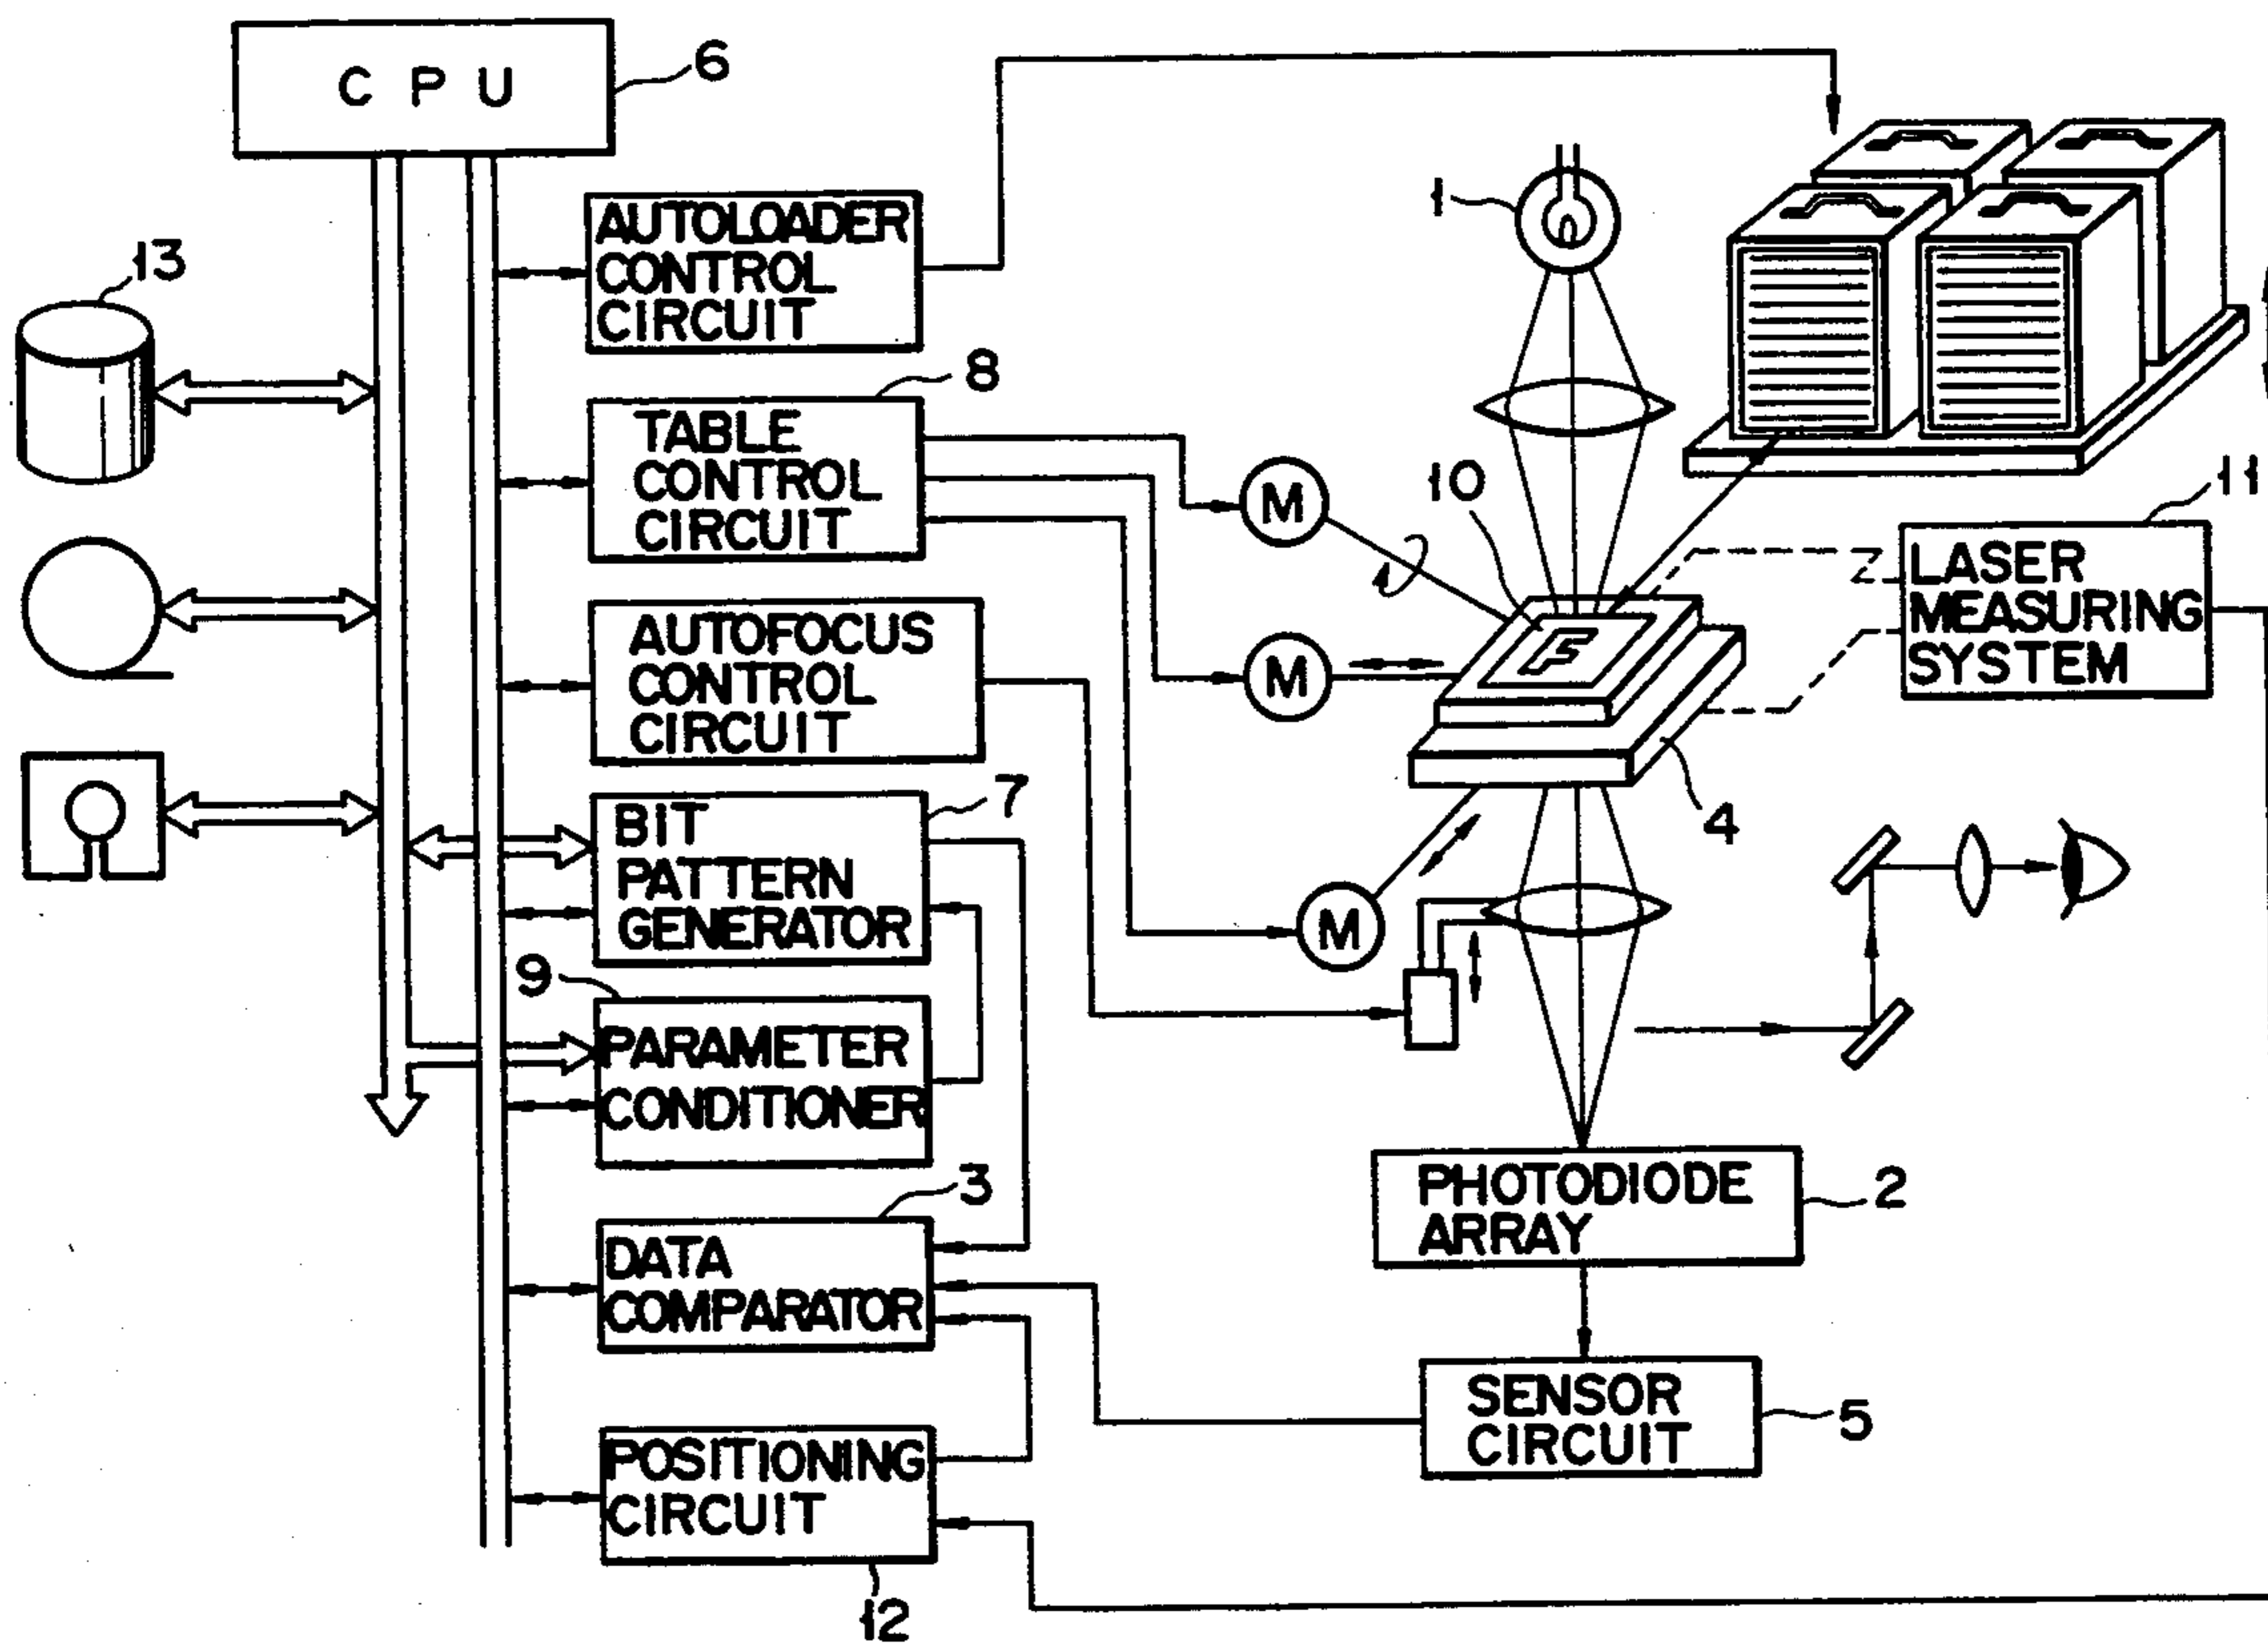 C P U
6
13
AUTOLOADER
CONTROL
CIRCUIT
1
8
TABLE
CONTROL
CIRCUIT
M
10
11
LASER
MEASURING
SYSTEM
F
AUTOFOCUS
CONTROL
CIRCUIT
M
4
7
BIT
PATTERN
GENERATOR
M
9
PARAMETER
CONDITIONER
3
DATA
COMPARATOR
PHOTODIODE
ARRAY
2
SENSOR
CIRCUIT
5
POSITIONING
CIRCUIT
12